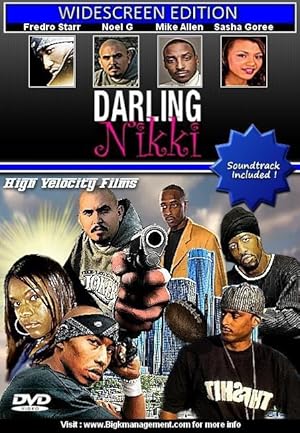 WIDESCREEN EDITION
Fredro Starr Noel G Mike Allen Sasha Goree
DARLING
Nikki
Soundtrack
Included !
High Velocity Films
DVD
VIDEO
Visit : www.Bigkmanagement.com for more info